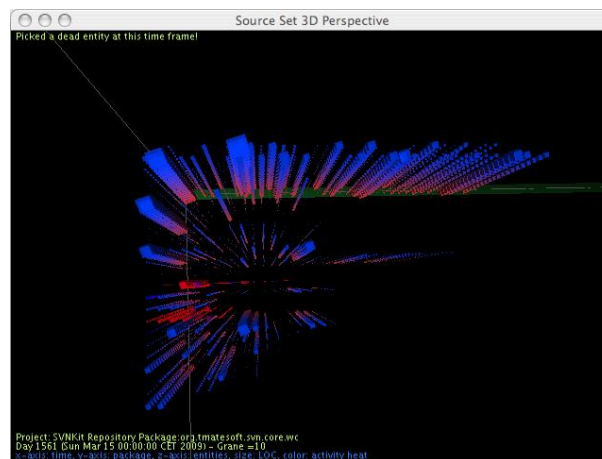 Source Set 3D Perspective
Picked a dead entity at this time frame!
Project: SVNKit Repository Package:org.tmatesoft.svn.core.wc
Day 1561 (Sun Mar 15 00:00:00 CET 2009) - Grane =10
x-axis: time, y-axis: package, z-axis:entities, size: LOC, color: activity heat